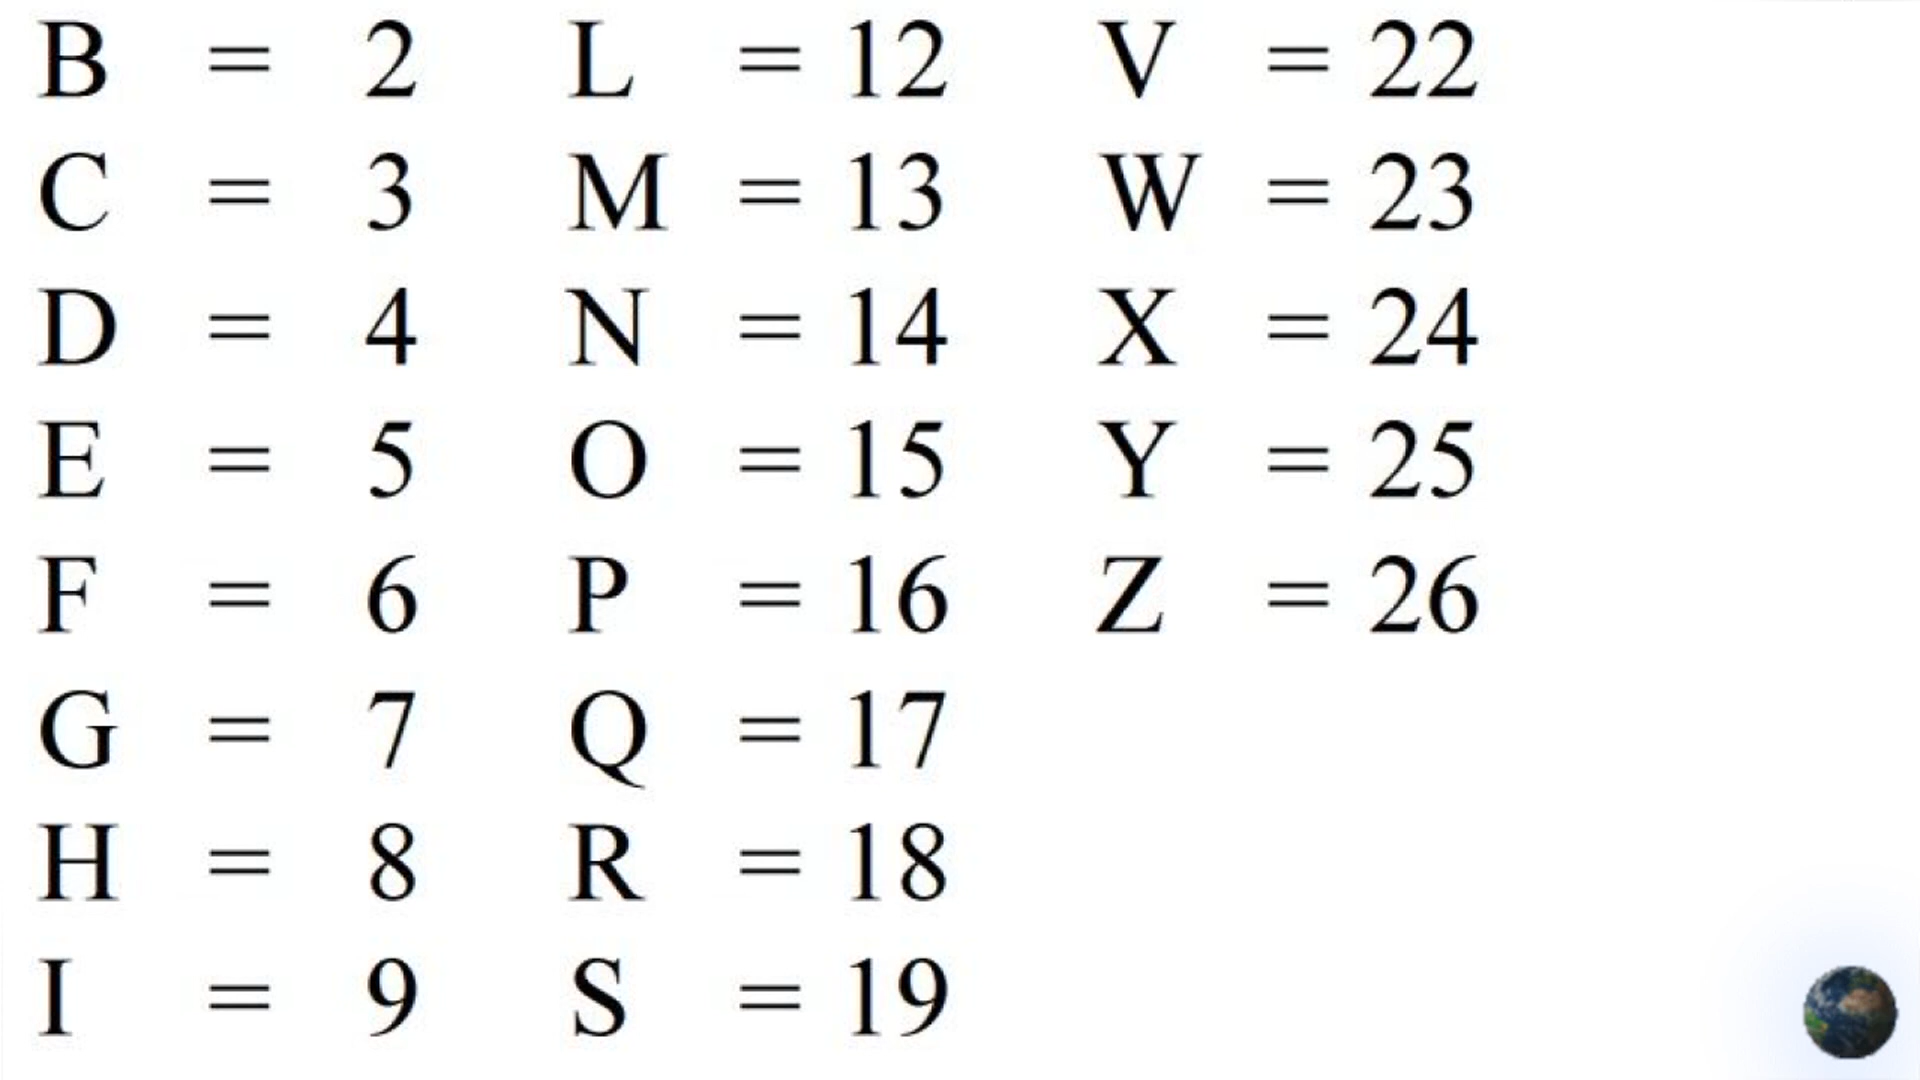 B = 2 L = 12 V = 22
C = 3 M = 13 W = 23
D = 4 N = 14 X = 24
E = 5 O = 15 Y = 25
F = 6 P = 16 Z = 26
G = 7 Q = 17
H = 8 R = 18
I = 9 S = 19